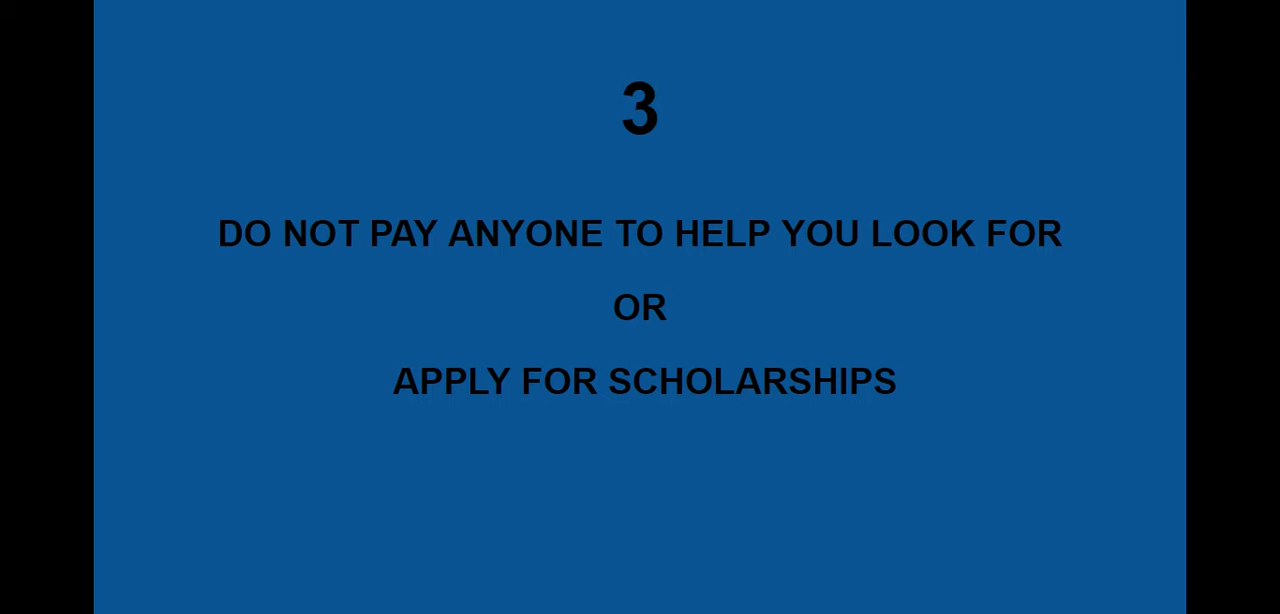 3
DO NOT PAY ANYONE TO HELP YOU LOOK FOR
OR
APPLY FOR SCHOLARSHIPS